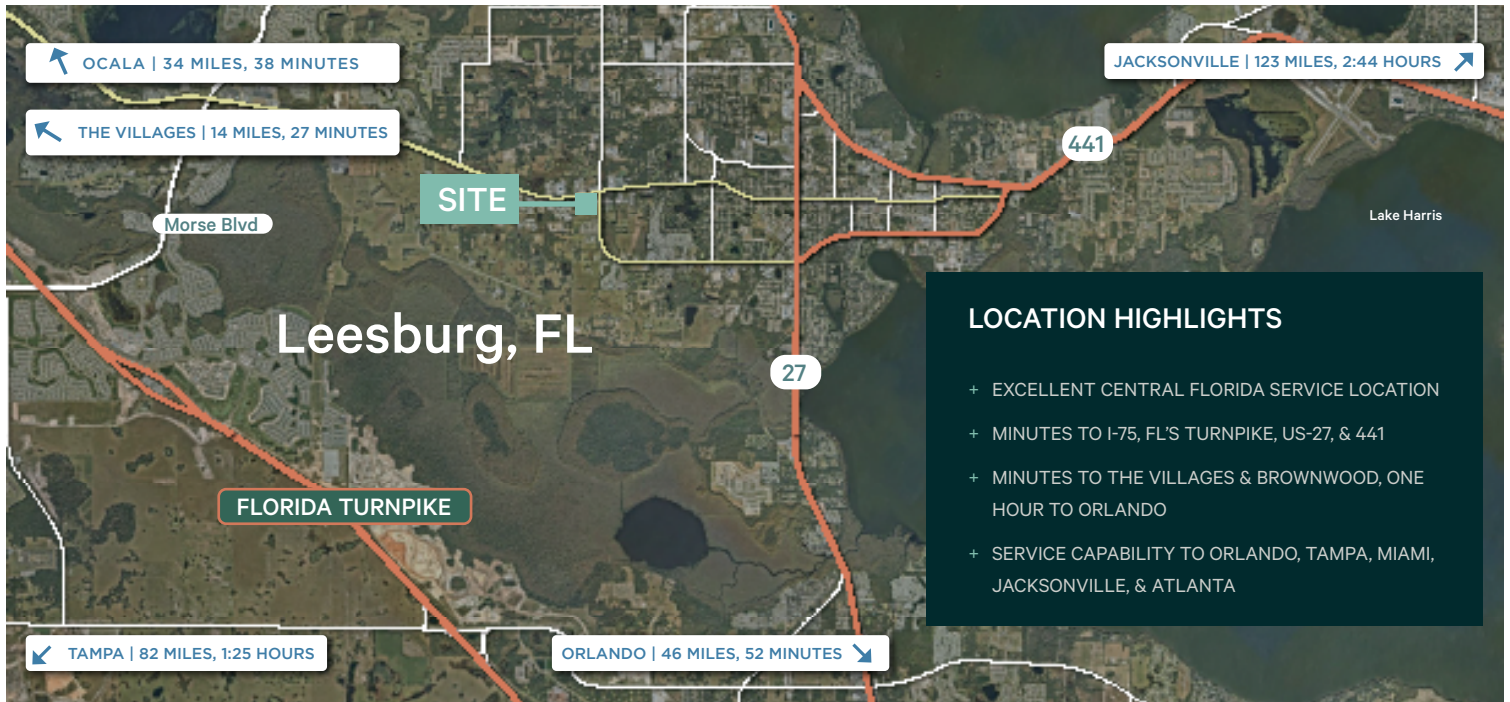 OCALA | 34 MILES, 38 MINUTES
JACKSONVILLE | 123 MILES, 2:44 HOURS
THE VILLAGES | 14 MILES, 27 MINUTES
441
SITE
Morse Blvd
Lake Harris
Leesburg, FL
27
LOCATION HIGHLIGHTS
+ EXCELLENT CENTRAL FLORIDA SERVICE LOCATION
+ MINUTES TO I-75, FL'S TURNPIKE, US-27, & 441
+ MINUTES TO THE VILLAGES & BROWNWOOD, ONE
HOUR TO ORLANDO
+ SERVICE CAPABILITY TO ORLANDO, TAMPA, MIAMI,
JACKSONVILLE, & ATLANTA
FLORIDA TURNPIKE
TAMPA | 82 MILES, 1:25 HOURS
ORLANDO | 46 MILES, 52 MINUTES